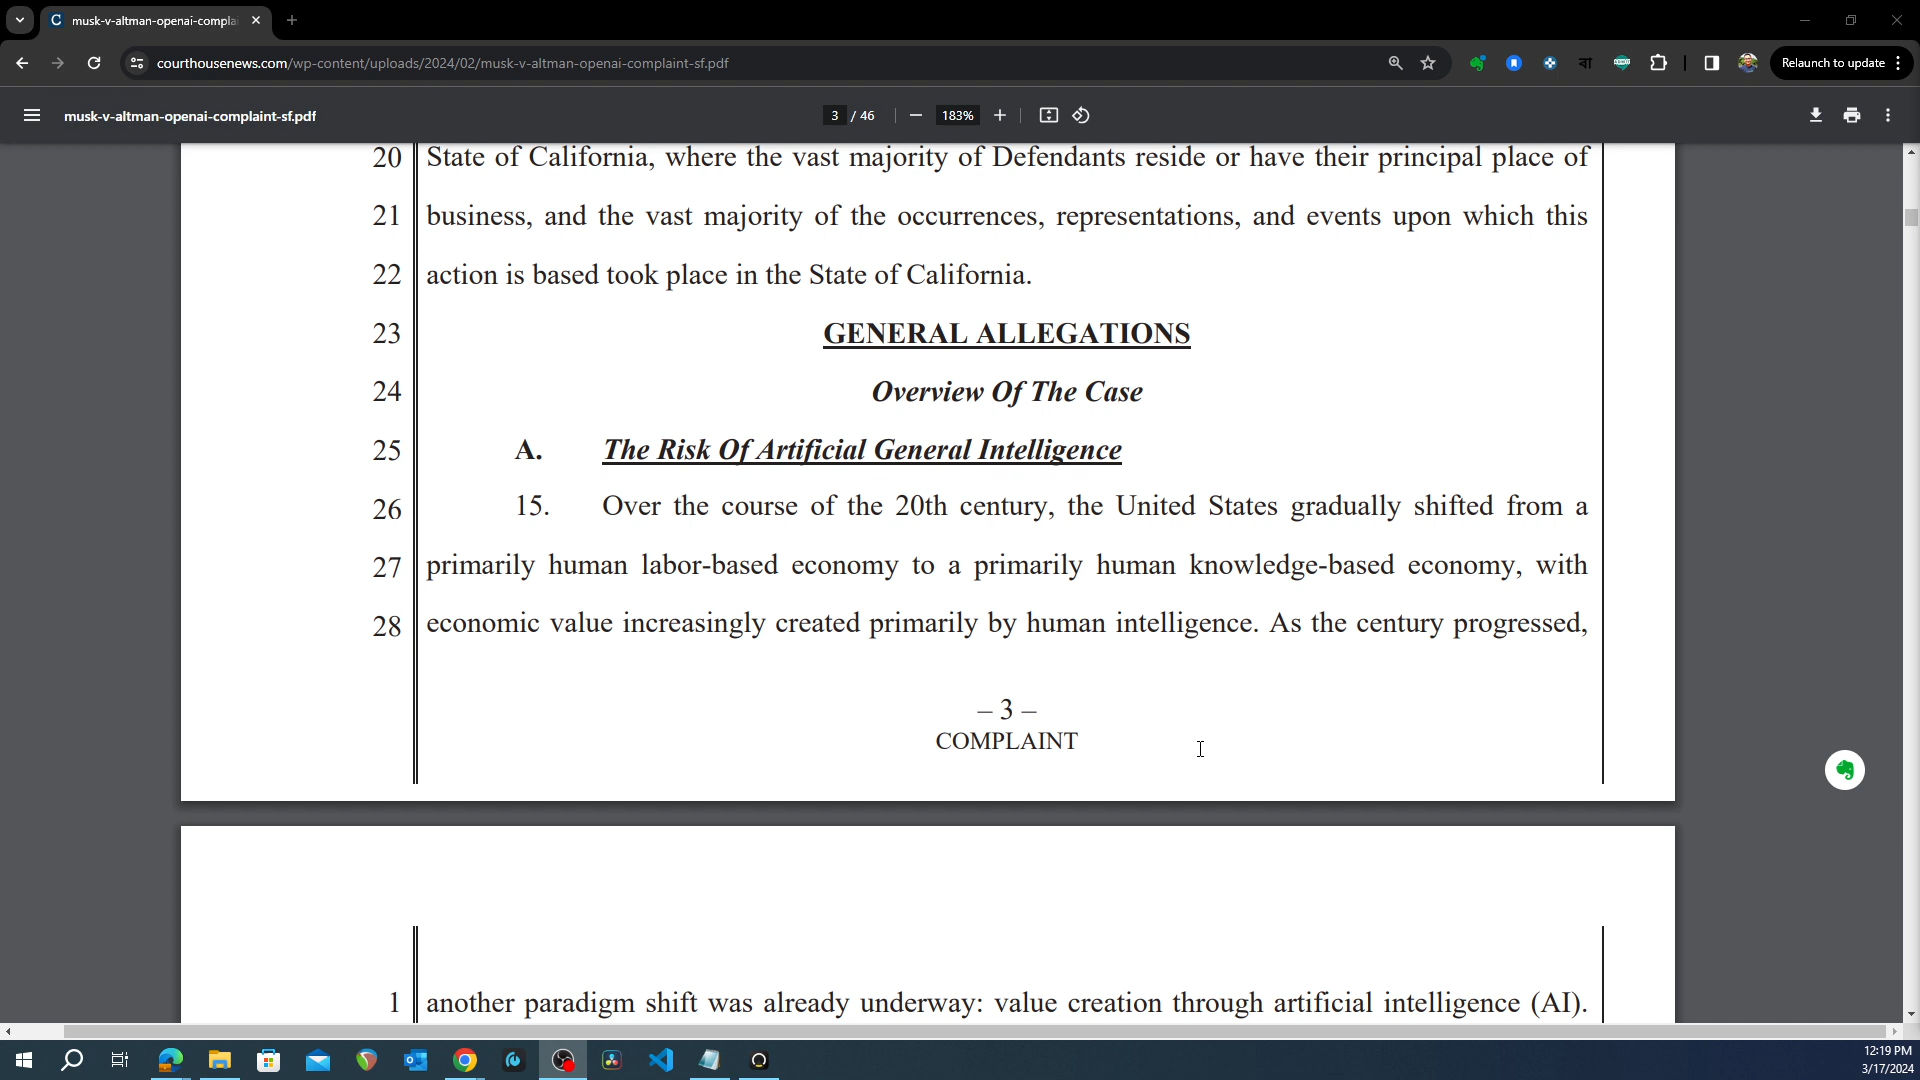 musk-v-altman-openai-compla
courthousenews.com/wp-content/uploads/2024/02/musk-v-altman-openai-complaint-sf.pdf
Relaunch to update
musk-v-altman-openai-complaint-sf.pdf
3 / 46
183%
20 State of California, where the vast majority of Defendants reside or have their principal place of
21 business, and the vast majority of the occurrences, representations, and events upon which this
22 action is based took place in the State of California.
23 GENERAL ALLEGATIONS
24 Overview Of The Case
25 A. The Risk Of Artificial General Intelligence
26 15. Over the course of the 20th century, the United States gradually shifted from a
27 primarily human labor-based economy to a primarily human knowledge-based economy, with
28 economic value increasingly created primarily by human intelligence. As the century progressed,
– 3 –
COMPLAINT
1 another paradigm shift was already underway: value creation through artificial intelligence (AI).
12:19 PM
3/17/2024